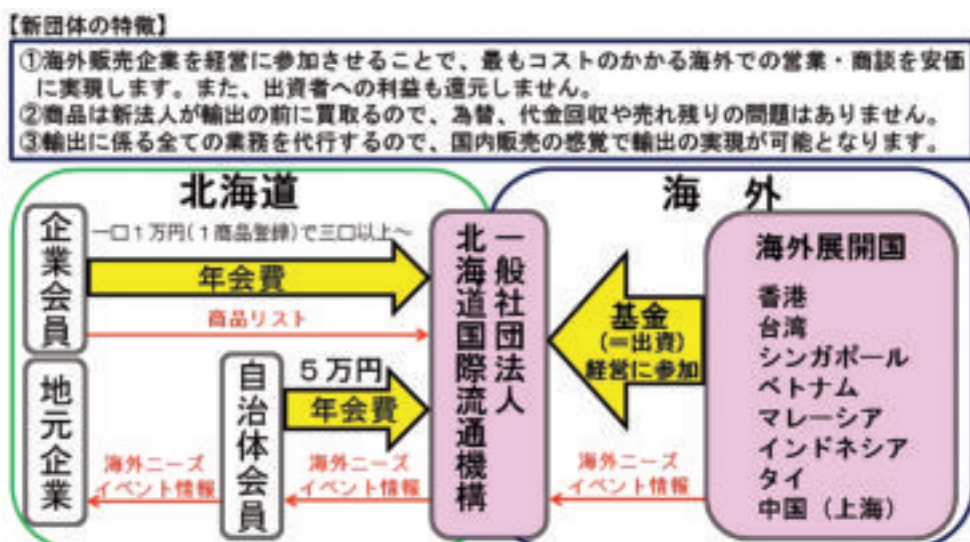 【新団体の特徴】
①海外販売企業を経営に参加させることで、最もコストのかかる海外での営業・商談を安価
に実現します。また、出資者への利益も還元しません。
②商品は新法人が輸出の前に買取るので、為替、代金回収や売れ残りの問題はありません。
③輸出に係る全ての業務を代行するので、国内販売の感覚で輸出の実現が可能となります。
北海道
海 外
企業会員
一口1万円(1商品登録)で三口以上~
年会費
商品リスト
地元企業
自治体会員
5万円
年会費
海外ニーズ
イベント情報
海外ニーズ
イベント情報
一般社団法人
北海道国際流通機構
基金
(=出資)
経営に参加
海外ニーズ
イベント情報
海外展開国
香港
台湾
シンガポール
ベトナム
マレーシア
インドネシア
タイ
中国(上海)